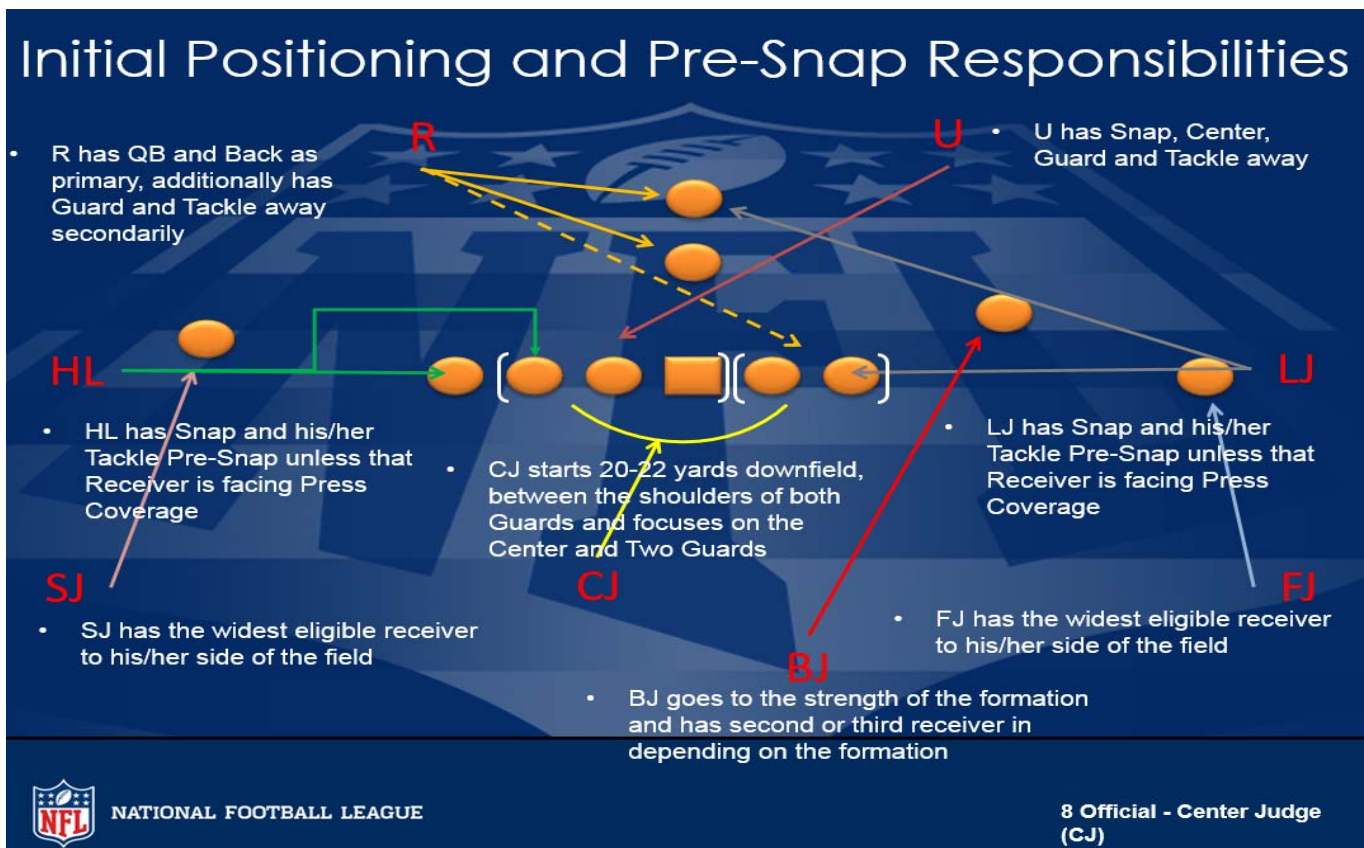 Initial Positioning and Pre-Snap Responsibilities
R
U
• R has QB and Back as
primary, additionally has
Guard and Tackle away
secondarily
• U has Snap, Center,
Guard and Tackle away
HL
LJ
• HL has Snap and his/her
Tackle Pre-Snap unless that
Receiver is facing Press
Coverage
• CJ starts 20-22 yards downfield,
between the shoulders of both
Guards and focuses on the
Center and Two Guards
• LJ has Snap and his/her
Tackle Pre-Snap unless that
Receiver is facing Press
Coverage
SJ
CJ
FJ
• SJ has the widest eligible receiver
to his/her side of the field
• FJ has the widest eligible receiver
to his/her side of the field
BJ
• BJ goes to the strength of the formation
and has second or third receiver in
depending on the formation
NFL
NFL
NATIONAL FOOTBALL LEAGUE
8 Official - Center Judge
(CJ)